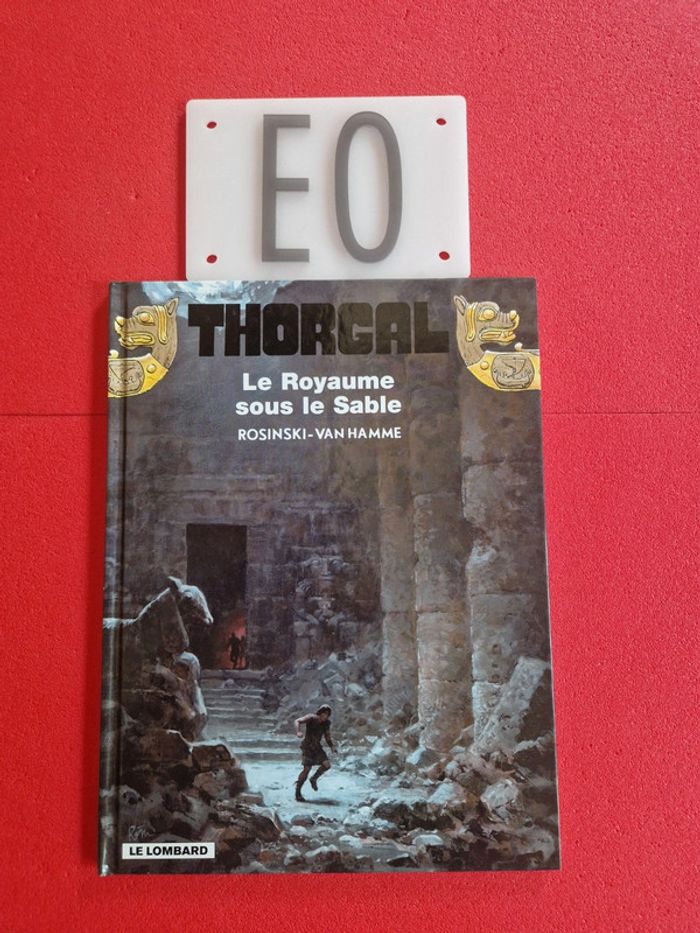 EO
THORGAL
Le Royaume
sous le Sable
ROSINSKI-VAN HAMME
LE LOMBARD